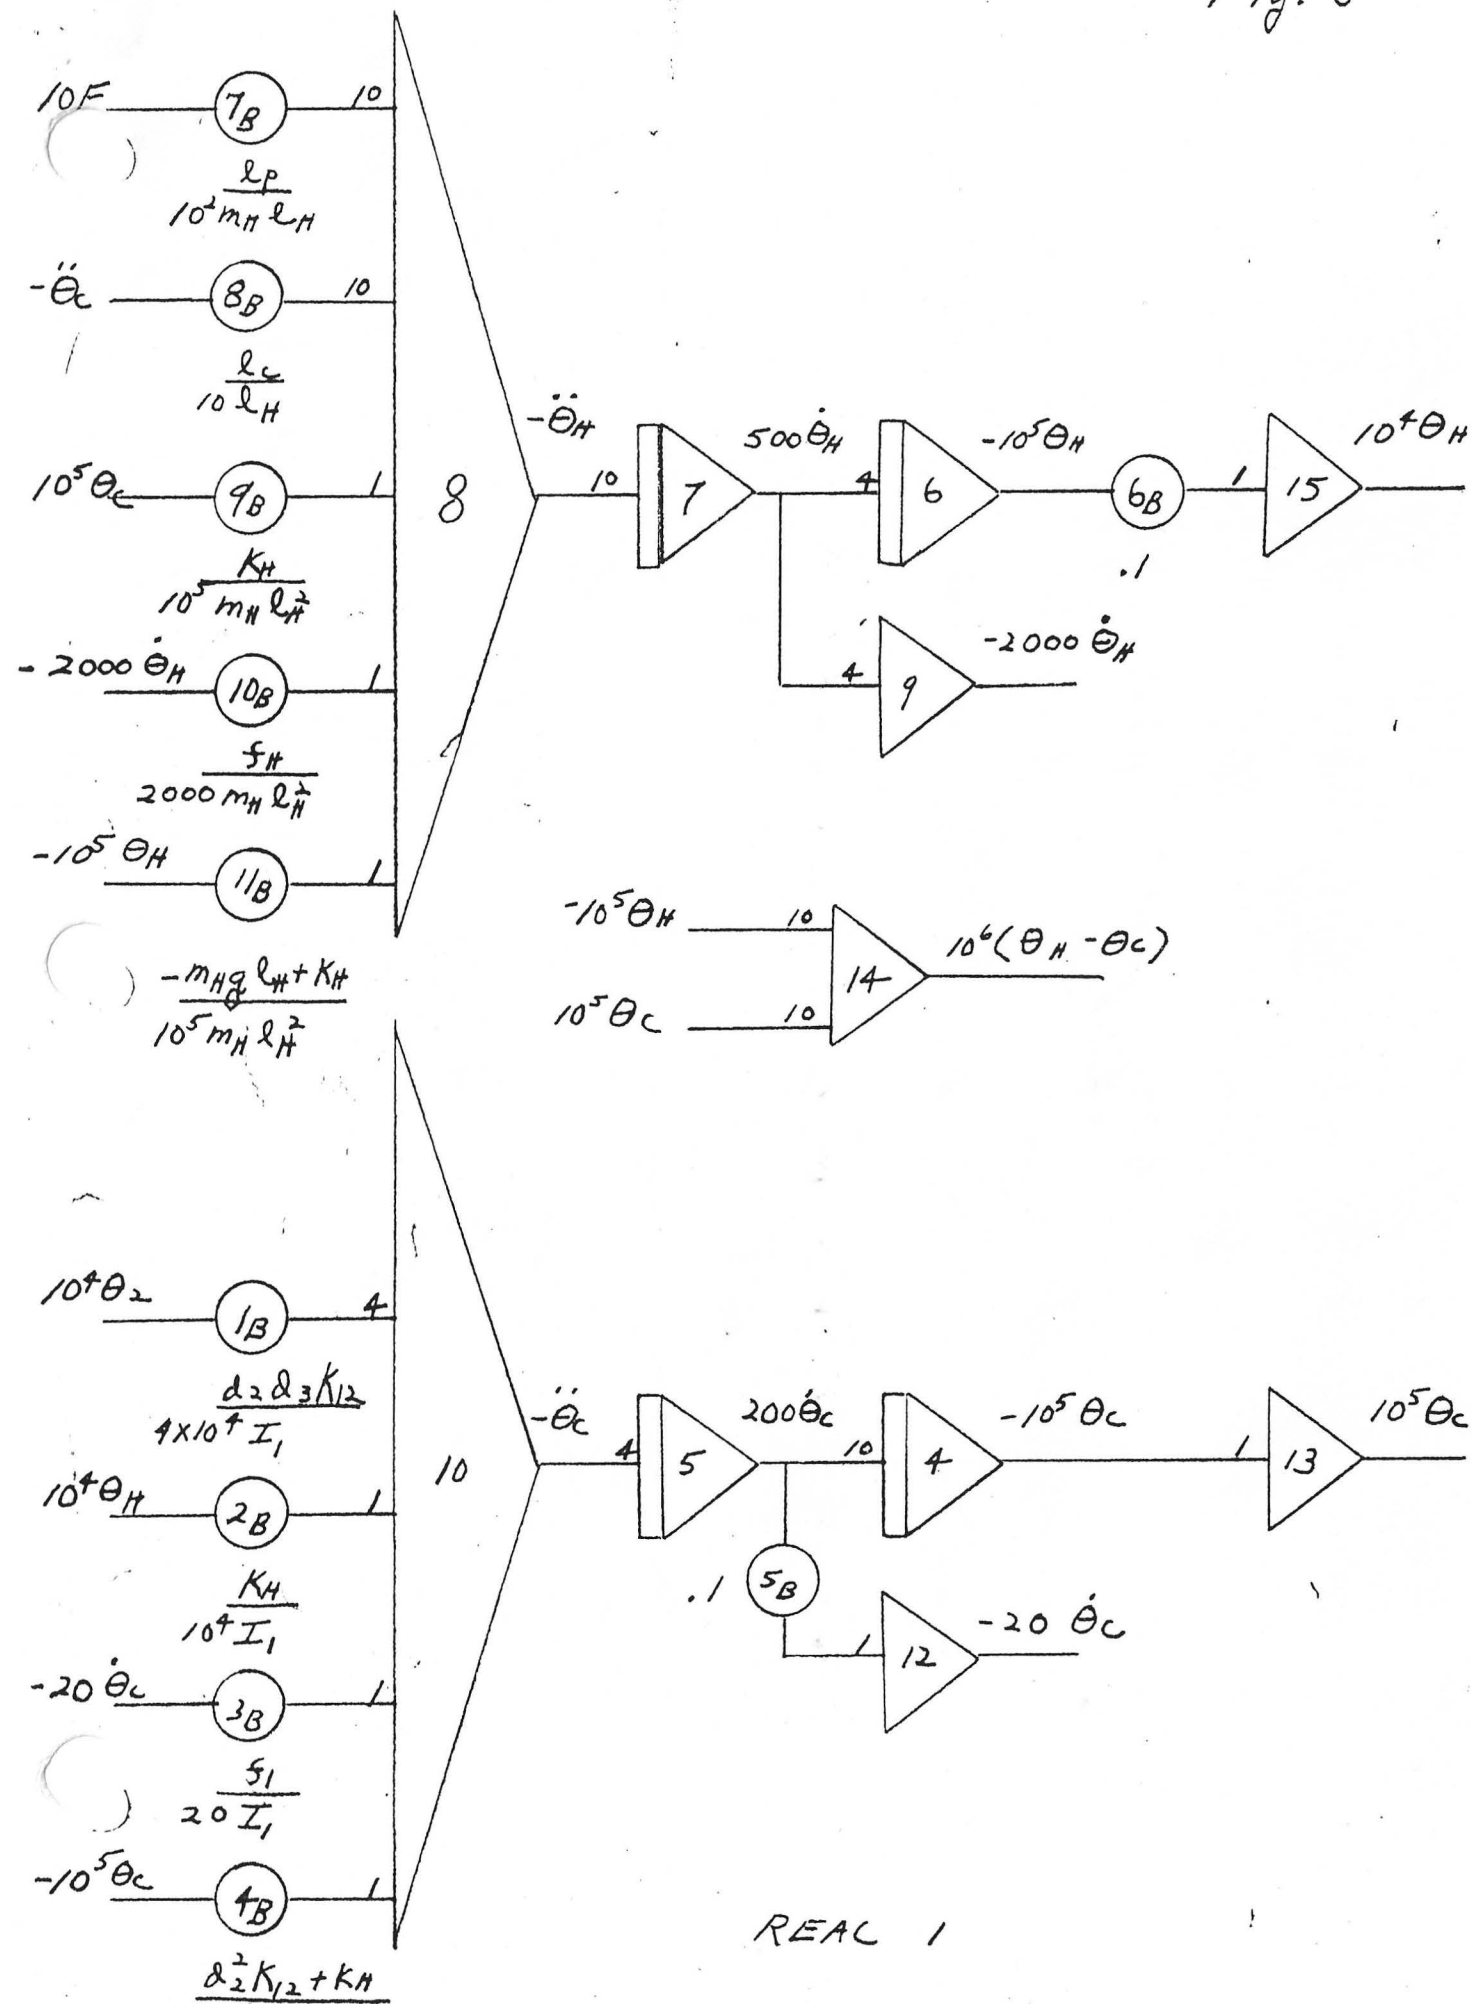 Fig.
10F 7B 10
lP / 10² mH lH
-θ̈c 8B 10
lc / 10 lH
10⁵θc 9B 1
KH / 10⁵ mH lH²
-2000 θ̇H 10B 1
fH / 2000 mH lH²
-10⁵ θH 11B 1
-mHg lH + KH / 10⁵ mH lH²
8
-θ̈H 10 7 500θ̇H 4 6 -10⁵θH 6B 1 15 10⁴θH
.1
4 9 -2000 θ̇H
-10⁵θH 10
14 10⁶(θH - θc)
10⁵θc 10
10⁴θ2 1B 4
d2 d3 K12 / 4×10⁴ I1
10⁴θH 2B 1
KH / 10⁴ I1
-20 θ̇c 3B 1
f1 / 20 I1
-10⁵θc 4B 1
d2² K12 + KH
10
-θ̈c 4 5 200θ̇c 10 4 -10⁵ θc 1 13 10⁵θc
.1 5B
1 12 -20 θ̇c
REAC 1